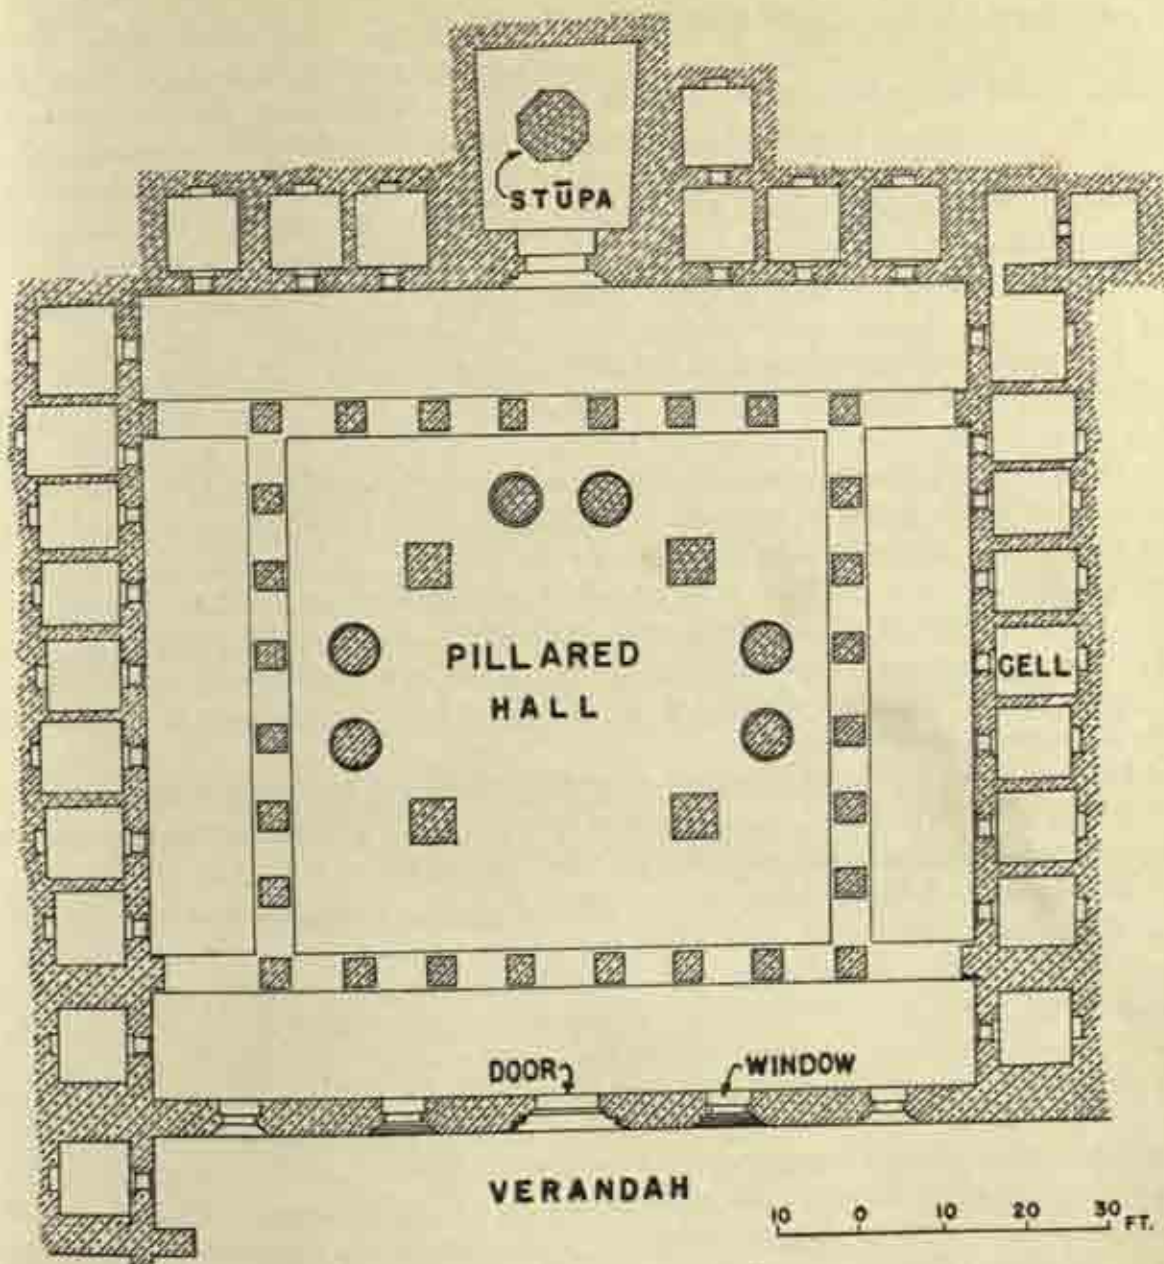 STŪPA
PILLARED
HALL
CELL
DOOR
WINDOW
VERANDAH
10 0 10 20 30 FT.